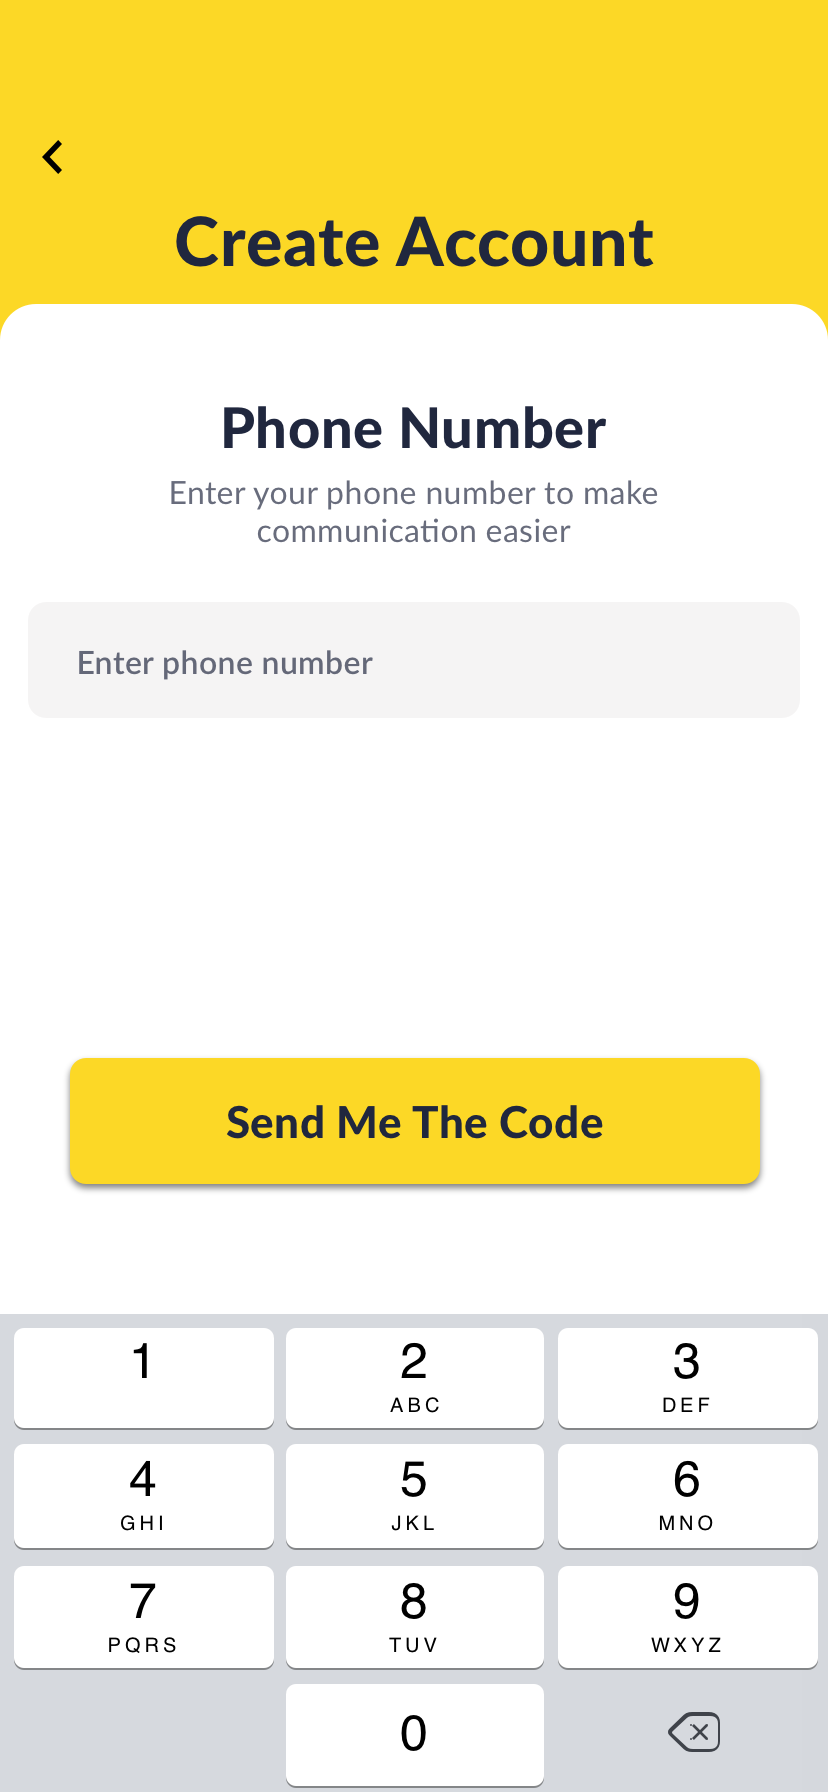 Create Account
Phone Number
Enter your phone number to make
communication easier
Enter phone number
Send Me The Code
1
2
ABC
3
DEF
4
GHI
5
JKL
6
MNO
7
PQRS
8
TUV
9
WXYZ
0